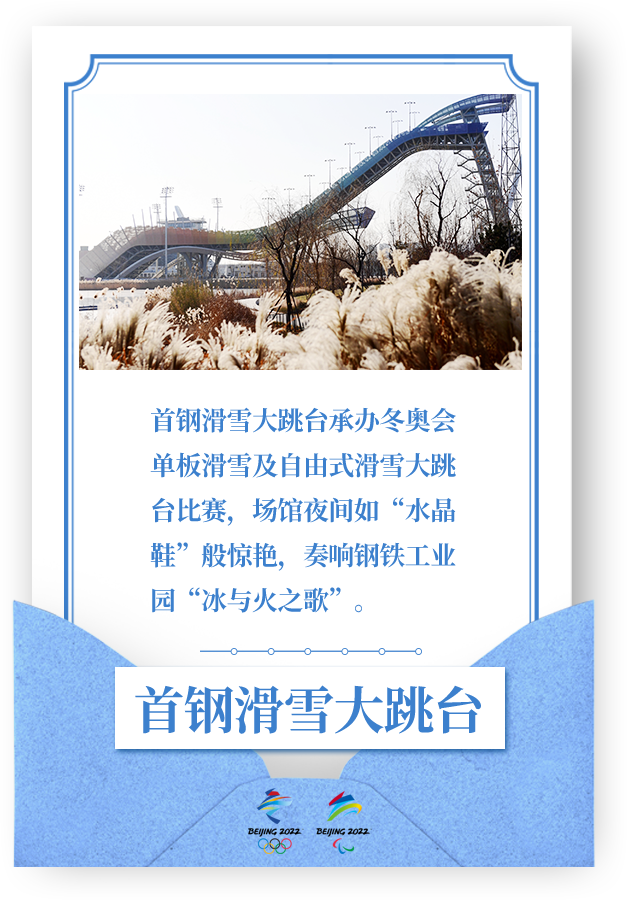 首钢滑雪大跳台承办冬奥会
单板滑雪及自由式滑雪大跳
台比赛，场馆夜间如“水晶
鞋”般惊艳，奏响钢铁工业
园“冰与火之歌”。
首钢滑雪大跳台
BEIJING 2022 BEIJING 2022